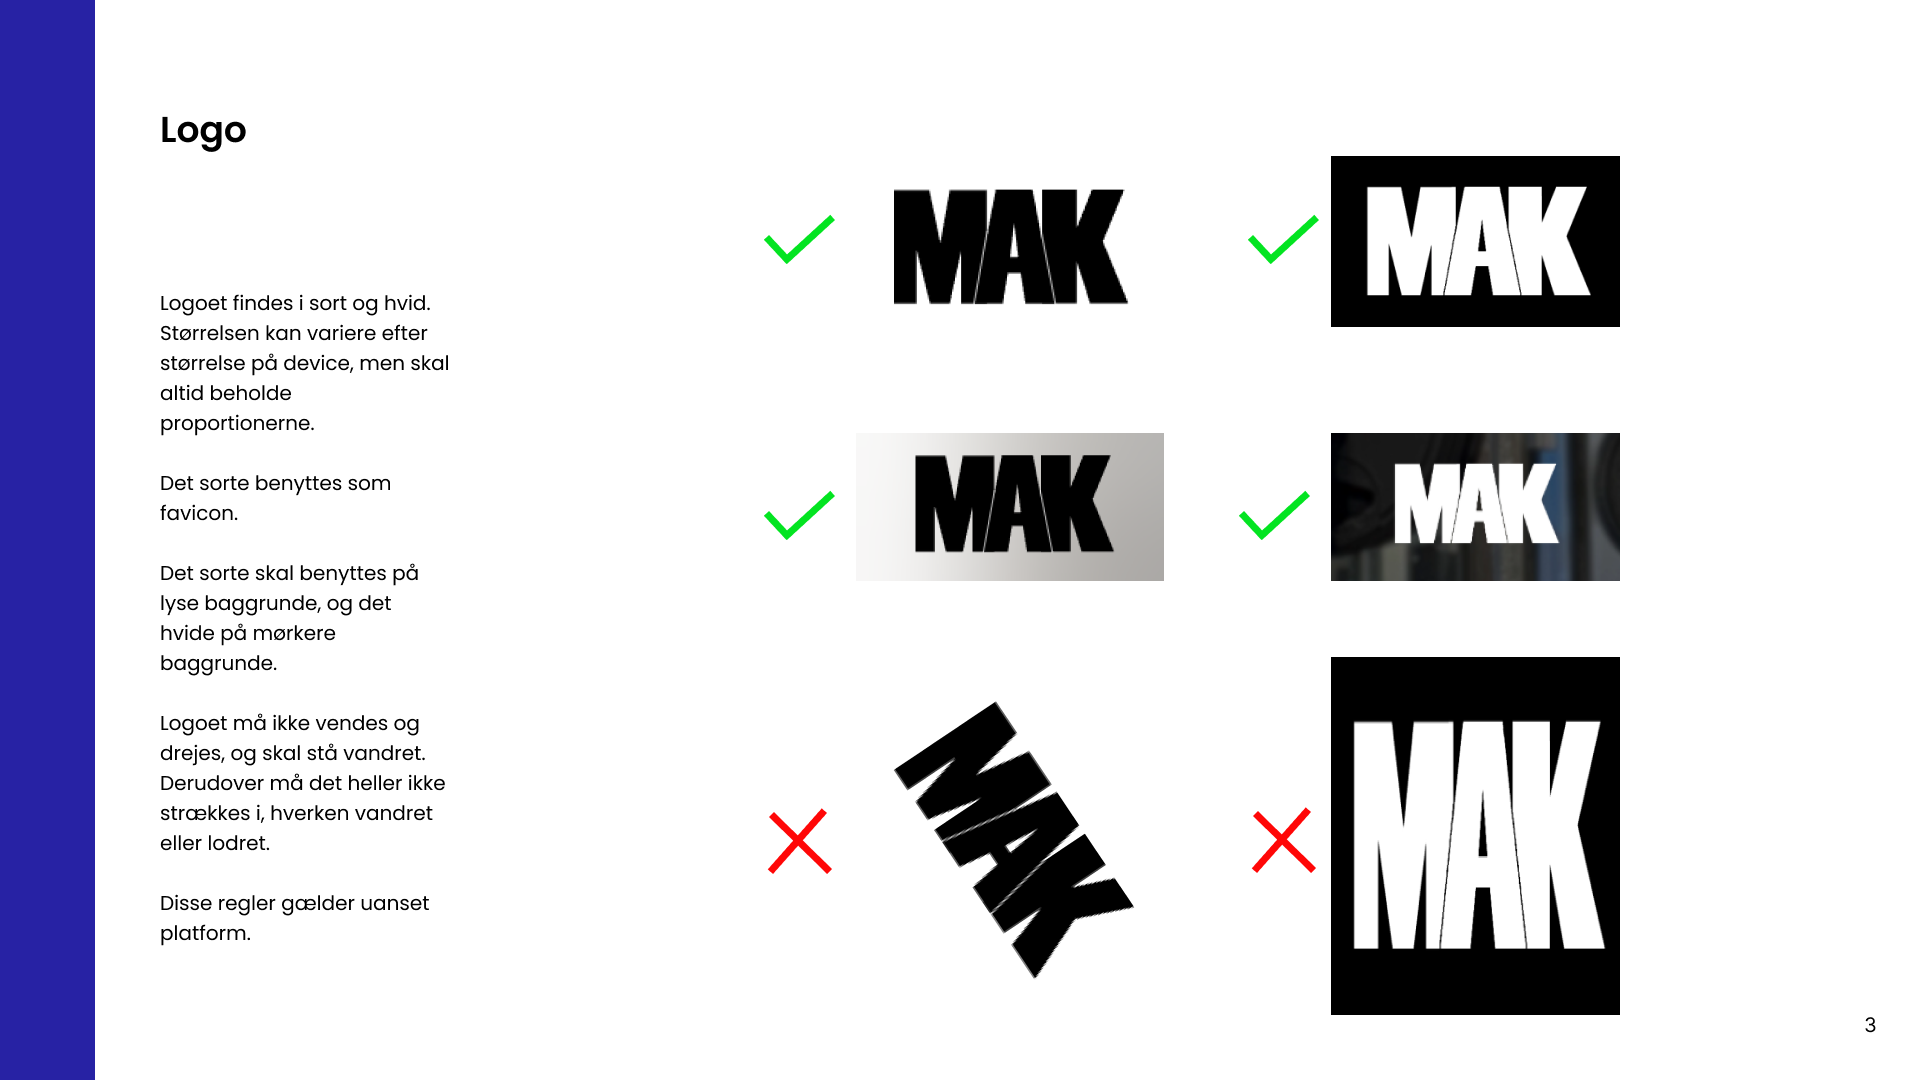 Logo
Logoet findes i sort og hvid.
Størrelsen kan variere efter
størrelse på device, men skal
altid beholde
proportionerne.
Det sorte benyttes som
favicon.
Det sorte skal benyttes på
lyse baggrunde, og det
hvide på mørkere
baggrunde.
Logoet må ikke vendes og
drejes, og skal stå vandret.
Derudover må det heller ikke
strækkes i, hverken vandret
eller lodret.
Disse regler gælder uanset
platform.
MAK
MAK
MAK
MAK
MAK
MAK
3